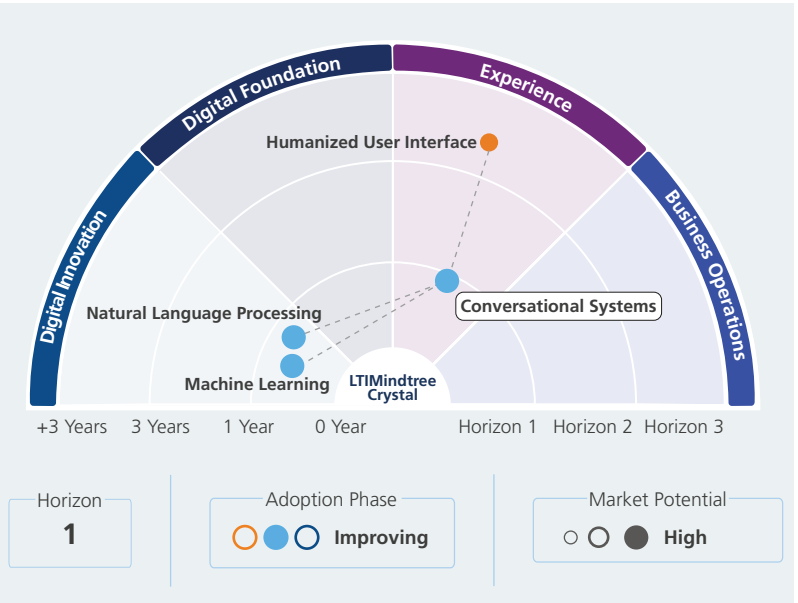 Digital Foundation
Experience
Humanized User Interface
Digital Innovation
Business Operations
Natural Language Processing
Conversational Systems
Machine Learning
LTIMindtree
Crystal
+3 Years 3 Years 1 Year 0 Year Horizon 1 Horizon 2 Horizon 3
Horizon
1
Adoption Phase
Improving
Market Potential
High